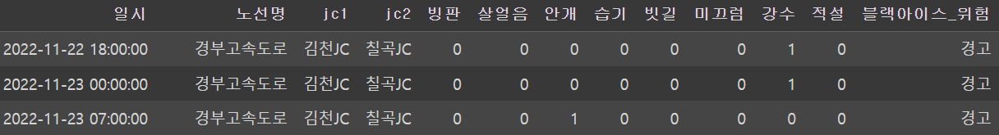 일시 노선명 jc1 jc2 빙판 살얼음 안개 습기 빗길 미끄럼 강수 적설 블랙아이스_위험
2022-11-22 18:00:00 경부고속도로 김천JC 칠곡JC 0 0 0 0 0 0 1 0 경고
2022-11-23 00:00:00 경부고속도로 김천JC 칠곡JC 0 0 0 0 0 0 1 0 경고
2022-11-23 07:00:00 경부고속도로 김천JC 칠곡JC 0 0 1 0 0 0 0 0 경고